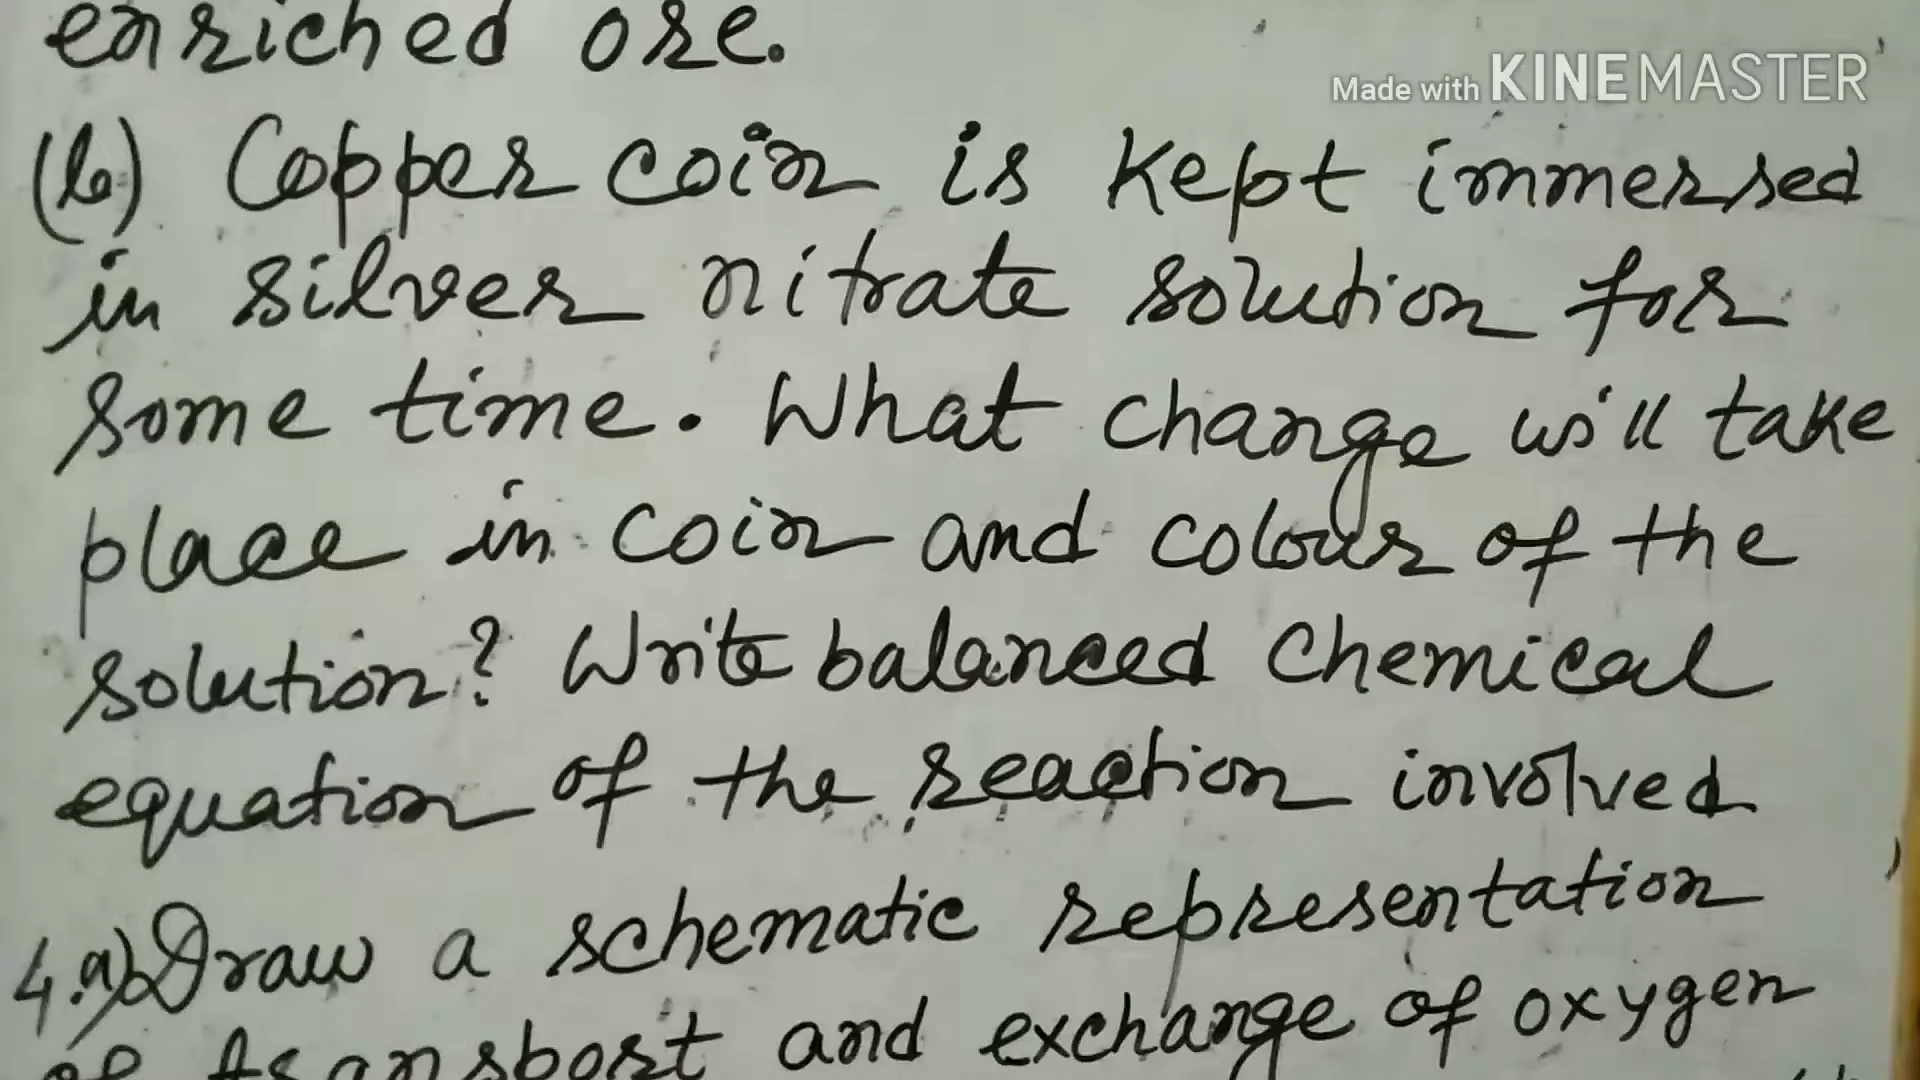 enriched ore.
Made with KINEMASTER
(b) Copper coin is kept immersed
in silver nitrate solution for
some time. What change will take
place in coin and colour of the
solution? Write balanced chemical
equation of the reaction involved
4.a) Draw a schematic representation
of transport and exchange of oxygen